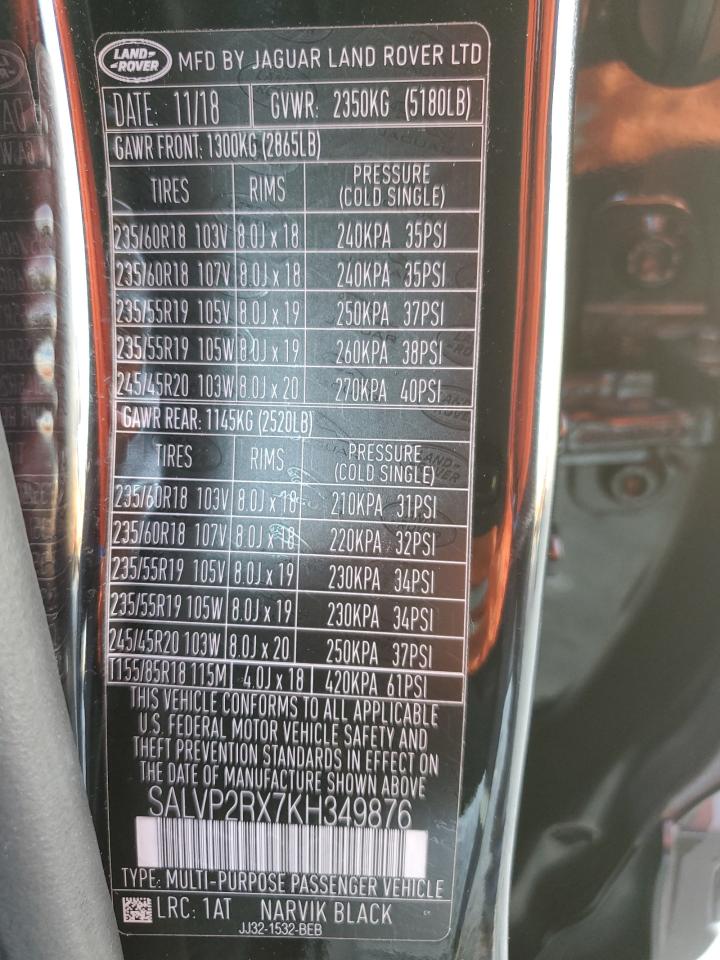 LAND ROVER MFD BY JAGUAR LAND ROVER LTD
DATE: 11/18 GVWR: 2350KG (5180LB)
GAWR FRONT: 1300KG (2865LB)
TIRES RIMS PRESSURE (COLD SINGLE)
235/60R18 103V 8.0J x 18 240KPA 35PSI
235/60R18 107V 8.0J x 18 240KPA 35PSI
235/55R19 105V 8.0J x 19 250KPA 37PSI
235/55R19 105W 8.0J x 19 260KPA 38PSI
245/45R20 103W 8.0J x 20 270KPA 40PSI
GAWR REAR: 1145KG (2520LB)
TIRES RIMS PRESSURE (COLD SINGLE)
235/60R18 103V 8.0J x 18 210KPA 31PSI
235/60R18 107V 8.0J x 18 220KPA 32PSI
235/55R19 105V 8.0J x 19 230KPA 34PSI
235/55R19 105W 8.0J x 19 230KPA 34PSI
245/45R20 103W 8.0J x 20 250KPA 37PSI
T155/85R18 115M 4.0J x 18 420KPA 61PSI
THIS VEHICLE CONFORMS TO ALL APPLICABLE
U.S. FEDERAL MOTOR VEHICLE SAFETY AND
THEFT PREVENTION STANDARDS IN EFFECT ON
THE DATE OF MANUFACTURE SHOWN ABOVE
SALVP2RX7KH349876
TYPE: MULTI-PURPOSE PASSENGER VEHICLE
LRC: 1AT NARVIK BLACK
JJ32-1532-BEB